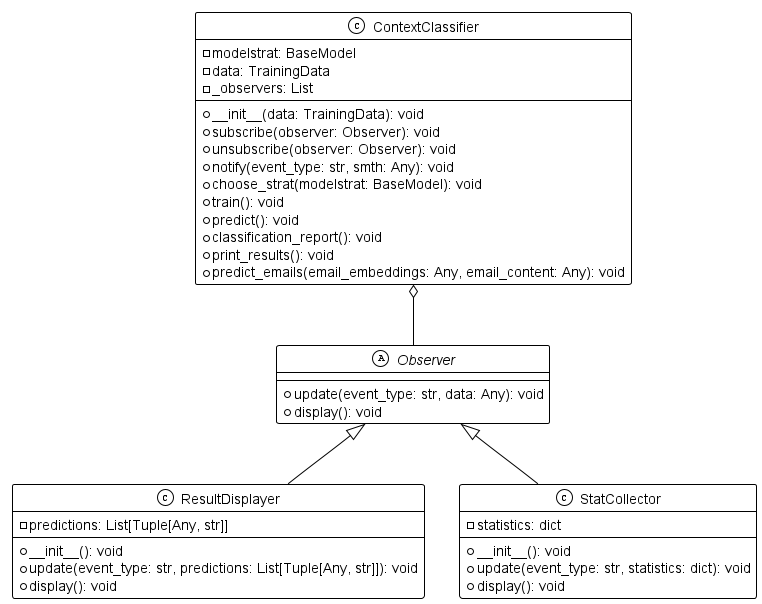 C ContextClassifier
modelstrat: BaseModel
data: TrainingData
_observers: List
__init__(data: TrainingData): void
subscribe(observer: Observer): void
unsubscribe(observer: Observer): void
notify(event_type: str, smth: Any): void
choose_strat(modelstrat: BaseModel): void
train(): void
predict(): void
classification_report(): void
print_results(): void
predict_emails(email_embeddings: Any, email_content: Any): void
A Observer
update(event_type: str, data: Any): void
display(): void
C ResultDisplayer
predictions: List[Tuple[Any, str]]
__init__(): void
update(event_type: str, predictions: List[Tuple[Any, str]]): void
display(): void
C StatCollector
statistics: dict
__init__(): void
update(event_type: str, statistics: dict): void
display(): void